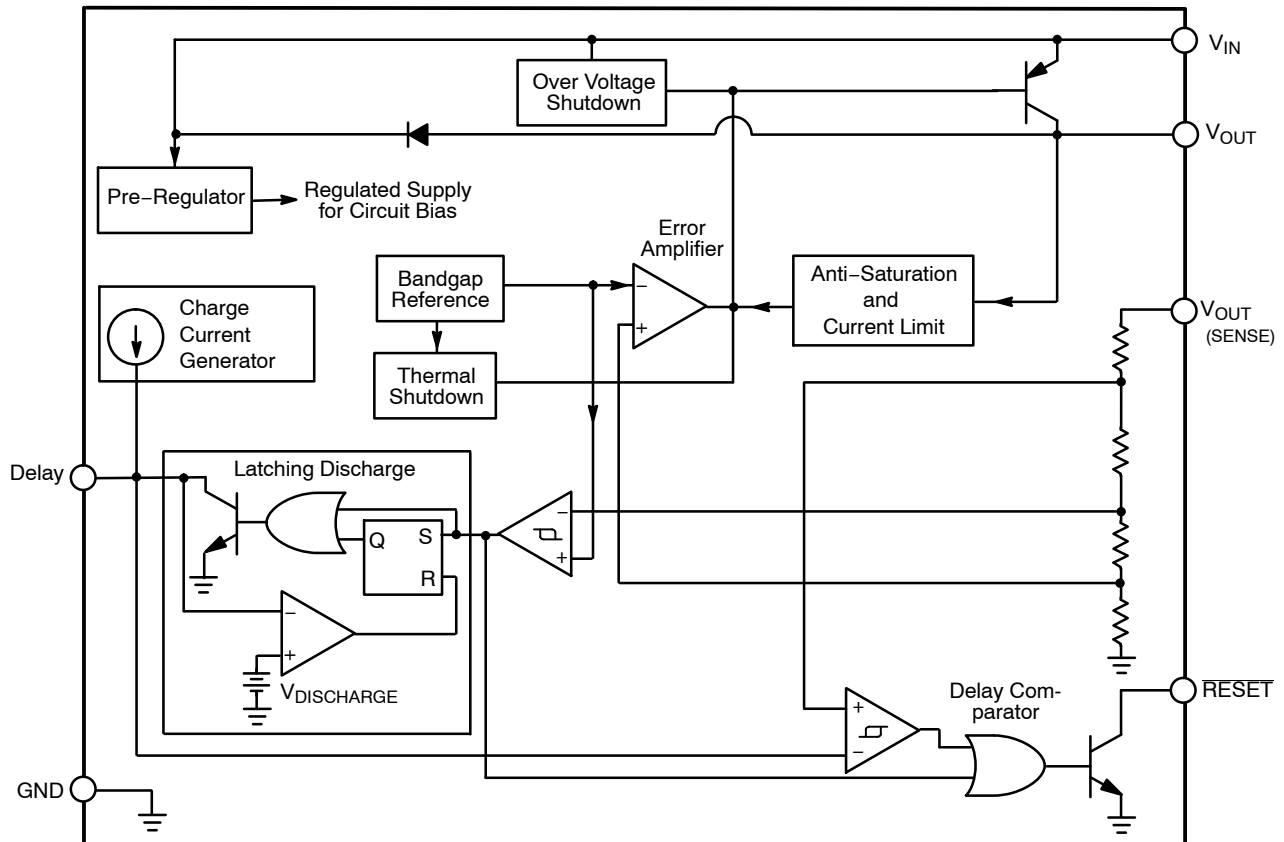 VIN
Over Voltage
Shutdown
VOUT
Pre−Regulator
Regulated Supply
for Circuit Bias
Error
Amplifier
Bandgap
Reference
−
+
Anti−Saturation
and
Current Limit
Charge
Current
Generator
VOUT
(SENSE)
Thermal
Shutdown
Delay
Latching Discharge
Q
S
R
−
+
−
+
VDISCHARGE
Delay Com-
parator
RESET
+
−
GND